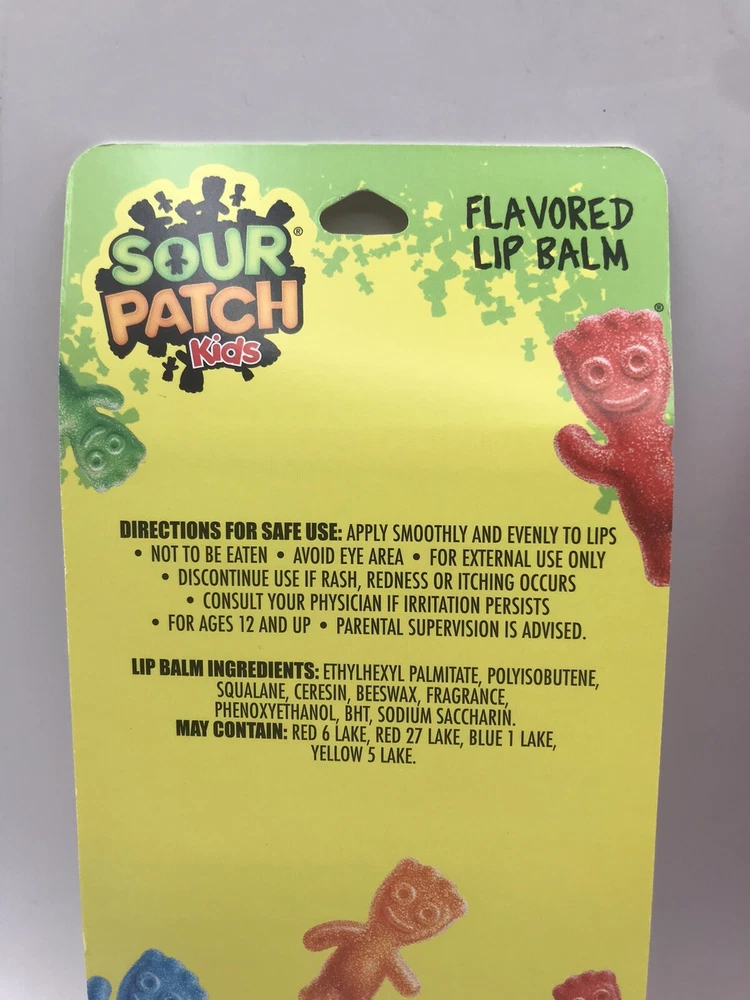 SOUR
PATCH
Kids
®
FLAVORED
LIP BALM
®
DIRECTIONS FOR SAFE USE: APPLY SMOOTHLY AND EVENLY TO LIPS
• NOT TO BE EATEN • AVOID EYE AREA • FOR EXTERNAL USE ONLY
• DISCONTINUE USE IF RASH, REDNESS OR ITCHING OCCURS
• CONSULT YOUR PHYSICIAN IF IRRITATION PERSISTS
• FOR AGES 12 AND UP • PARENTAL SUPERVISION IS ADVISED.
LIP BALM INGREDIENTS: ETHYLHEXYL PALMITATE, POLYISOBUTENE,
SQUALANE, CERESIN, BEESWAX, FRAGRANCE,
PHENOXYETHANOL, BHT, SODIUM SACCHARIN.
MAY CONTAIN: RED 6 LAKE, RED 27 LAKE, BLUE 1 LAKE,
YELLOW 5 LAKE.